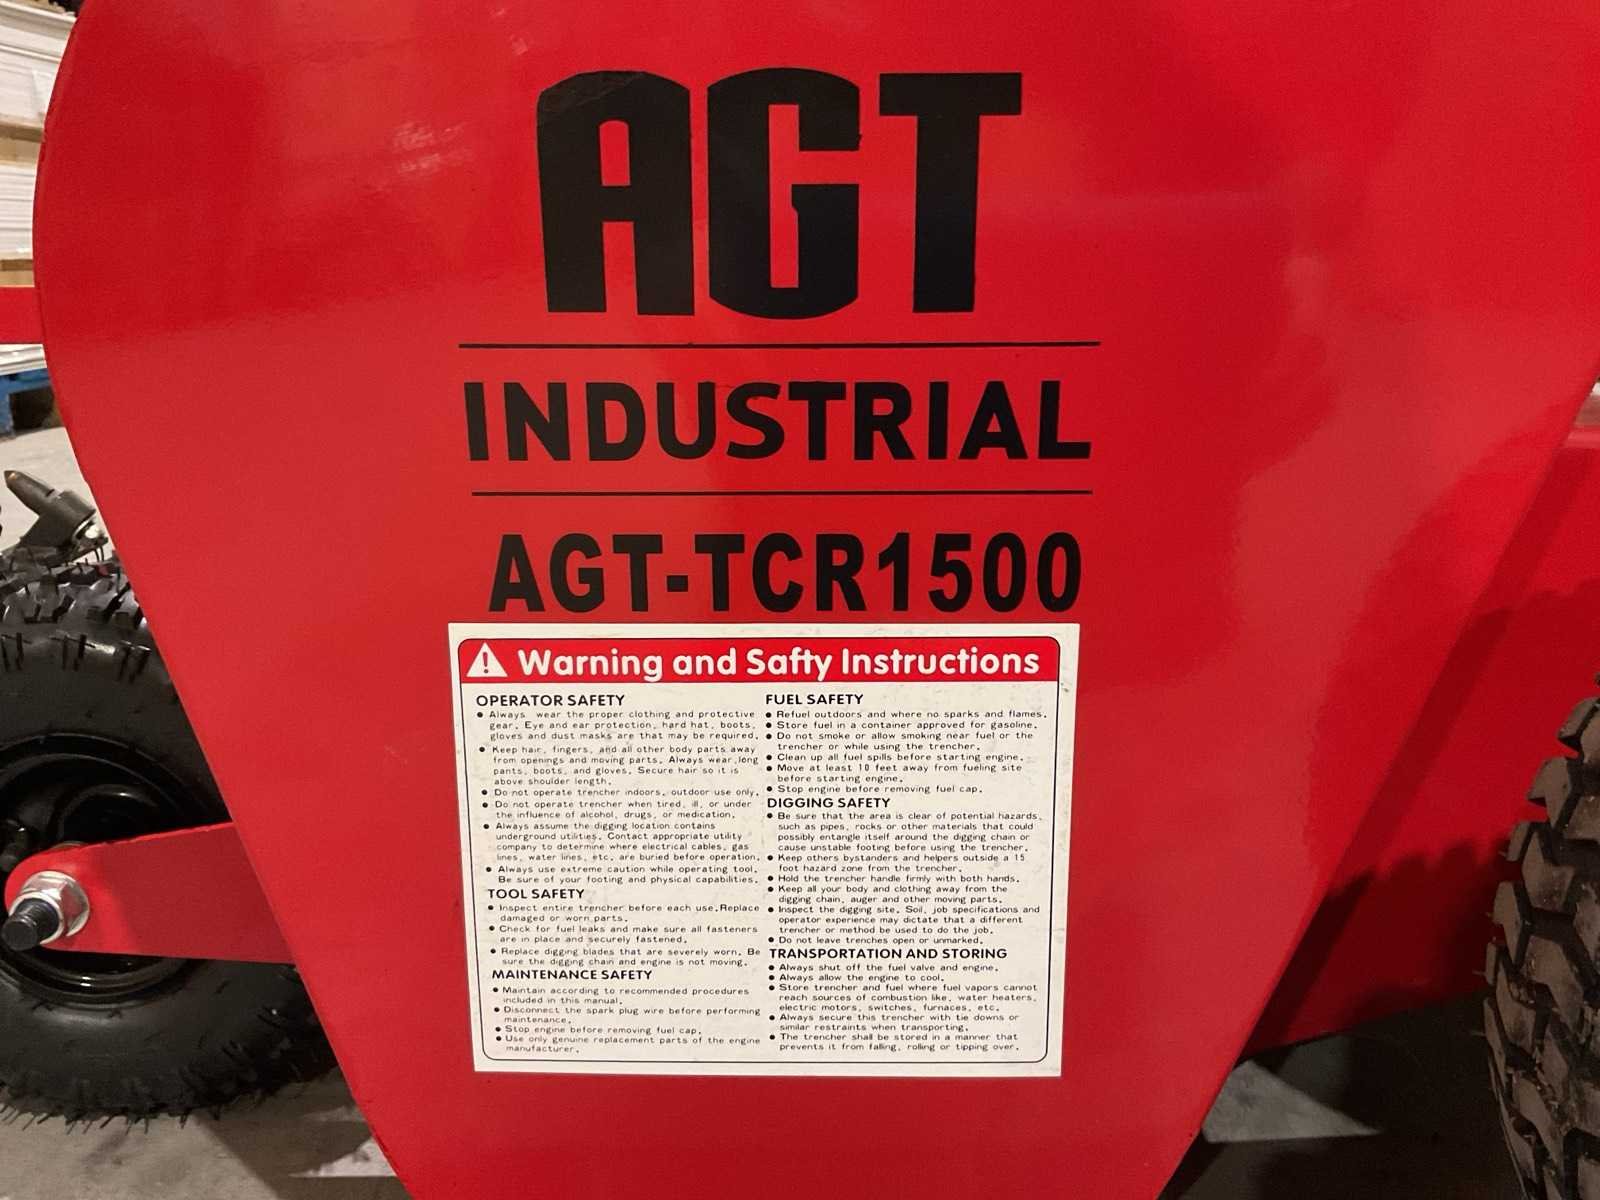 AGT
INDUSTRIAL
AGT-TCR1500
Warning and Safty Instructions
OPERATOR SAFETY
● Always wear the proper clothing and protective
gear. Eye and ear protection, hard hat, boots,
gloves and dust masks are that may be required.
● Keep hair, fingers, and all other body parts away
from openings and moving parts. Always wear long
pants, boots, and gloves. Secure hair so it is
above shoulder length.
● Do not operate trencher indoors, outdoor use only.
● Do not operate trencher when tired, ill, or under
the influence of alcohol, drugs, or medication.
● Always assume the digging location contains
underground utilities. Contact appropriate utility
company to determine where electrical cables, gas
lines, water lines, etc. are buried before operation.
● Always use extreme caution while operating tool.
Be sure of your footing and physical capabilities.
TOOL SAFETY
● Inspect entire trencher before each use.Replace
damaged or worn parts.
● Check for fuel leaks and make sure all fasteners
are in place and securely fastened.
● Replace digging blades that are severely worn. Be
sure the digging chain and engine is not moving.
MAINTENANCE SAFETY
● Maintain according to recommended procedures
included in this manual.
● Disconnect the spark plug wire before performing
maintenance.
● Stop engine before removing fuel cap.
● Use only genuine replacement parts of the engine
manufacturer.
FUEL SAFETY
● Refuel outdoors and where no sparks and flames.
● Store fuel in a container approved for gasoline.
● Do not smoke or allow smoking near fuel or the
trencher or while using the trencher.
● Clean up all fuel spills before starting engine.
● Move at least 10 feet away from fueling site
before starting engine.
● Stop engine before removing fuel cap.
DIGGING SAFETY
● Be sure that the area is clear of potential hazards,
such as pipes, rocks or other materials that could
possibly entangle itself around the digging chain or
cause unstable footing before using the trencher.
● Keep others bystanders and helpers outside a 15
foot hazard zone from the trencher.
● Hold the trencher handle firmly with both hands.
● Keep all your body and clothing away from the
digging chain, auger and other moving parts.
● Inspect the digging site. Soil, job specifications and
operator experience may dictate that a different
trencher or method be used to do the job.
● Do not leave trenches open or unmarked.
TRANSPORTATION AND STORING
● Always shut off the fuel valve and engine.
● Always allow the engine to cool.
● Store trencher and fuel where fuel vapors cannot
reach sources of combustion like, water heaters,
electric motors, switches, furnaces, etc.
● Always secure this trencher with tie downs or
similar restraints when transporting.
● The trencher shall be stored in a manner that
prevents it from falling, rolling or tipping over.